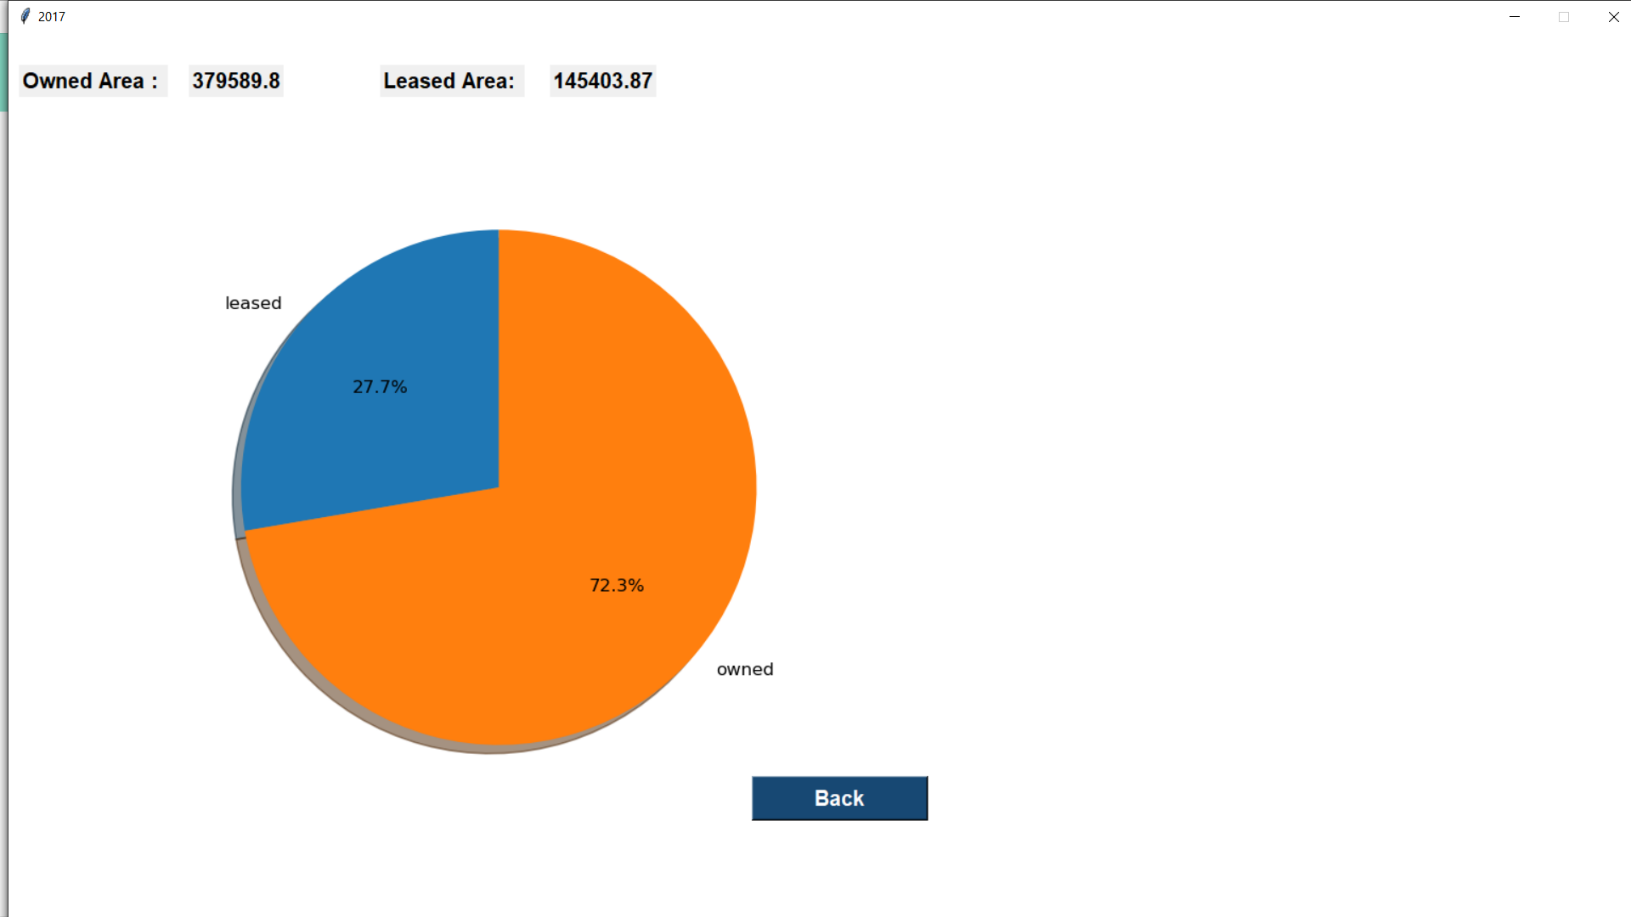 2017
Owned Area : 379589.8 Leased Area: 145403.87
leased
27.7%
72.3%
owned
Back